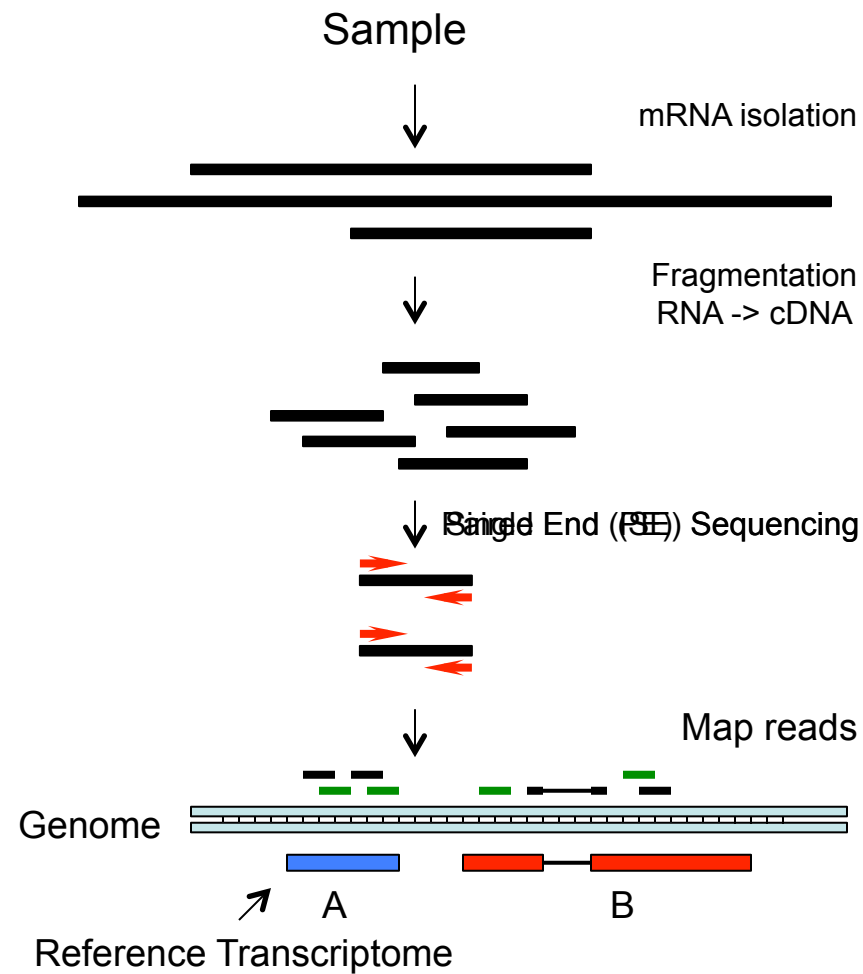 Sample
mRNA isolation
Fragmentation
RNA -> cDNA
End Sequencing
Map reads
Genome
A
B
Reference Transcriptome